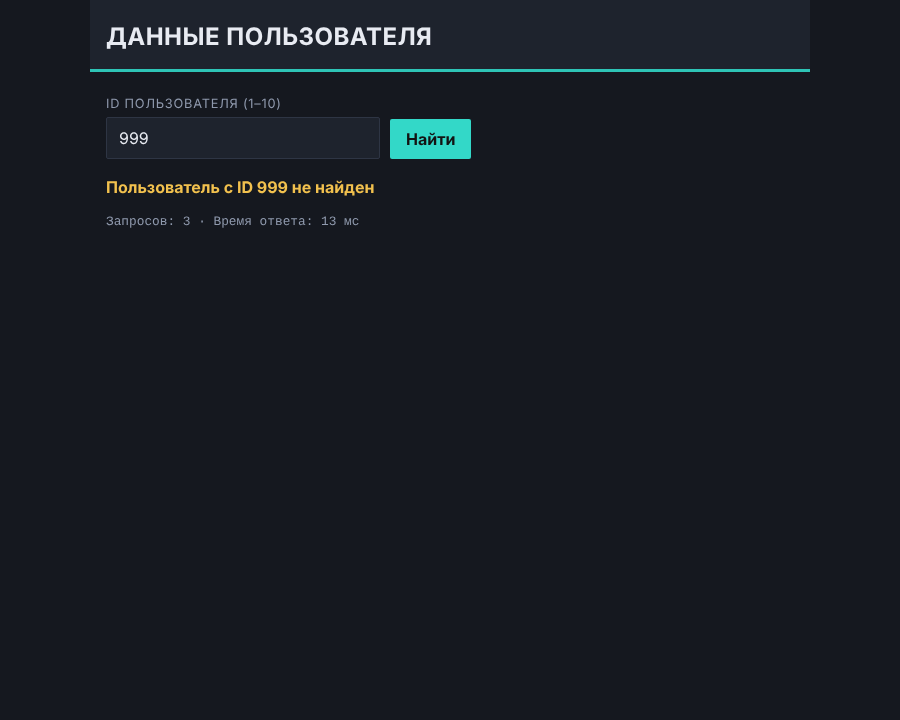 ДАННЫЕ ПОЛЬЗОВАТЕЛЯ
ID ПОЛЬЗОВАТЕЛЯ (1–10)
999
Найти
Пользователь с ID 999 не найден
Запросов: 3 · Время ответа: 13 мс